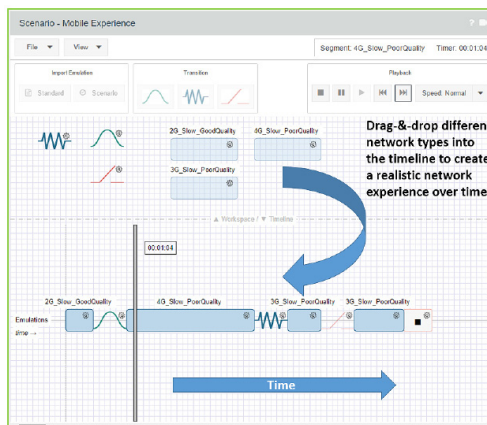 Scenario - Mobile Experience
File View Segment: 4G_Slow_PoorQuality Timer: 00:01:04
Import Emulation Transition Playback
Standard Scenario Speed: Normal
2G_Slow_GoodQuality 4G_Slow_PoorQuality
3G_Slow_PoorQuality
Drag-&-drop differen
network types into
the timeline to create
a realistic network
experience over time
▲ Workspace / ▼ Timeline
00:01:04
2G_Slow_GoodQuality 4G_Slow_PoorQuality 3G_Slow_PoorQuality 3G_Slow_PoorQuality
Emulations
time →
Time